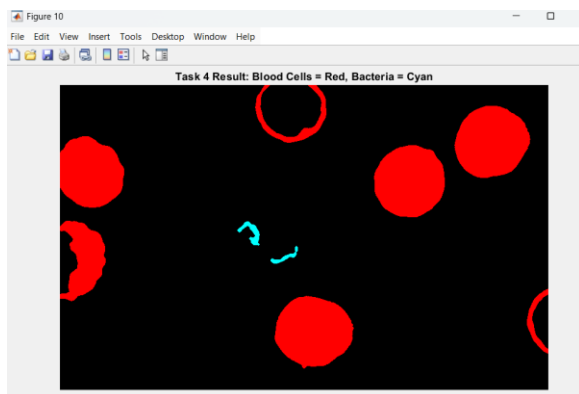 Figure 10
File Edit View Insert Tools Desktop Window Help
Task 4 Result: Blood Cells = Red, Bacteria = Cyan